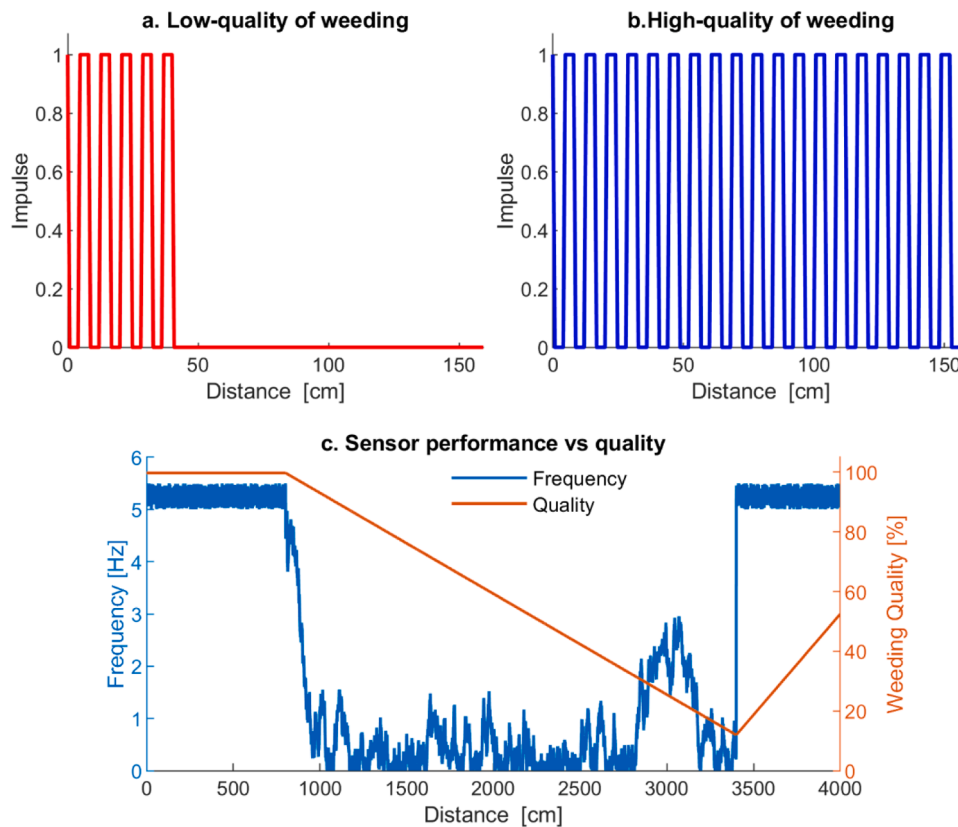 a. Low-quality of weeding
1
0.8
0.6
0.4
0.2
0
Impulse
0 50 100 150
Distance [cm]
b.High-quality of weeding
1
0.8
0.6
0.4
0.2
0
Impulse
0 50 100 150
Distance [cm]
c. Sensor performance vs quality
6
5
4
3
2
1
0
Frequency [Hz]
Frequency
Quality
100
80
60
40
20
0
Weeding Quality [%]
0 500 1000 1500 2000 2500 3000 3500 4000
Distance [cm]